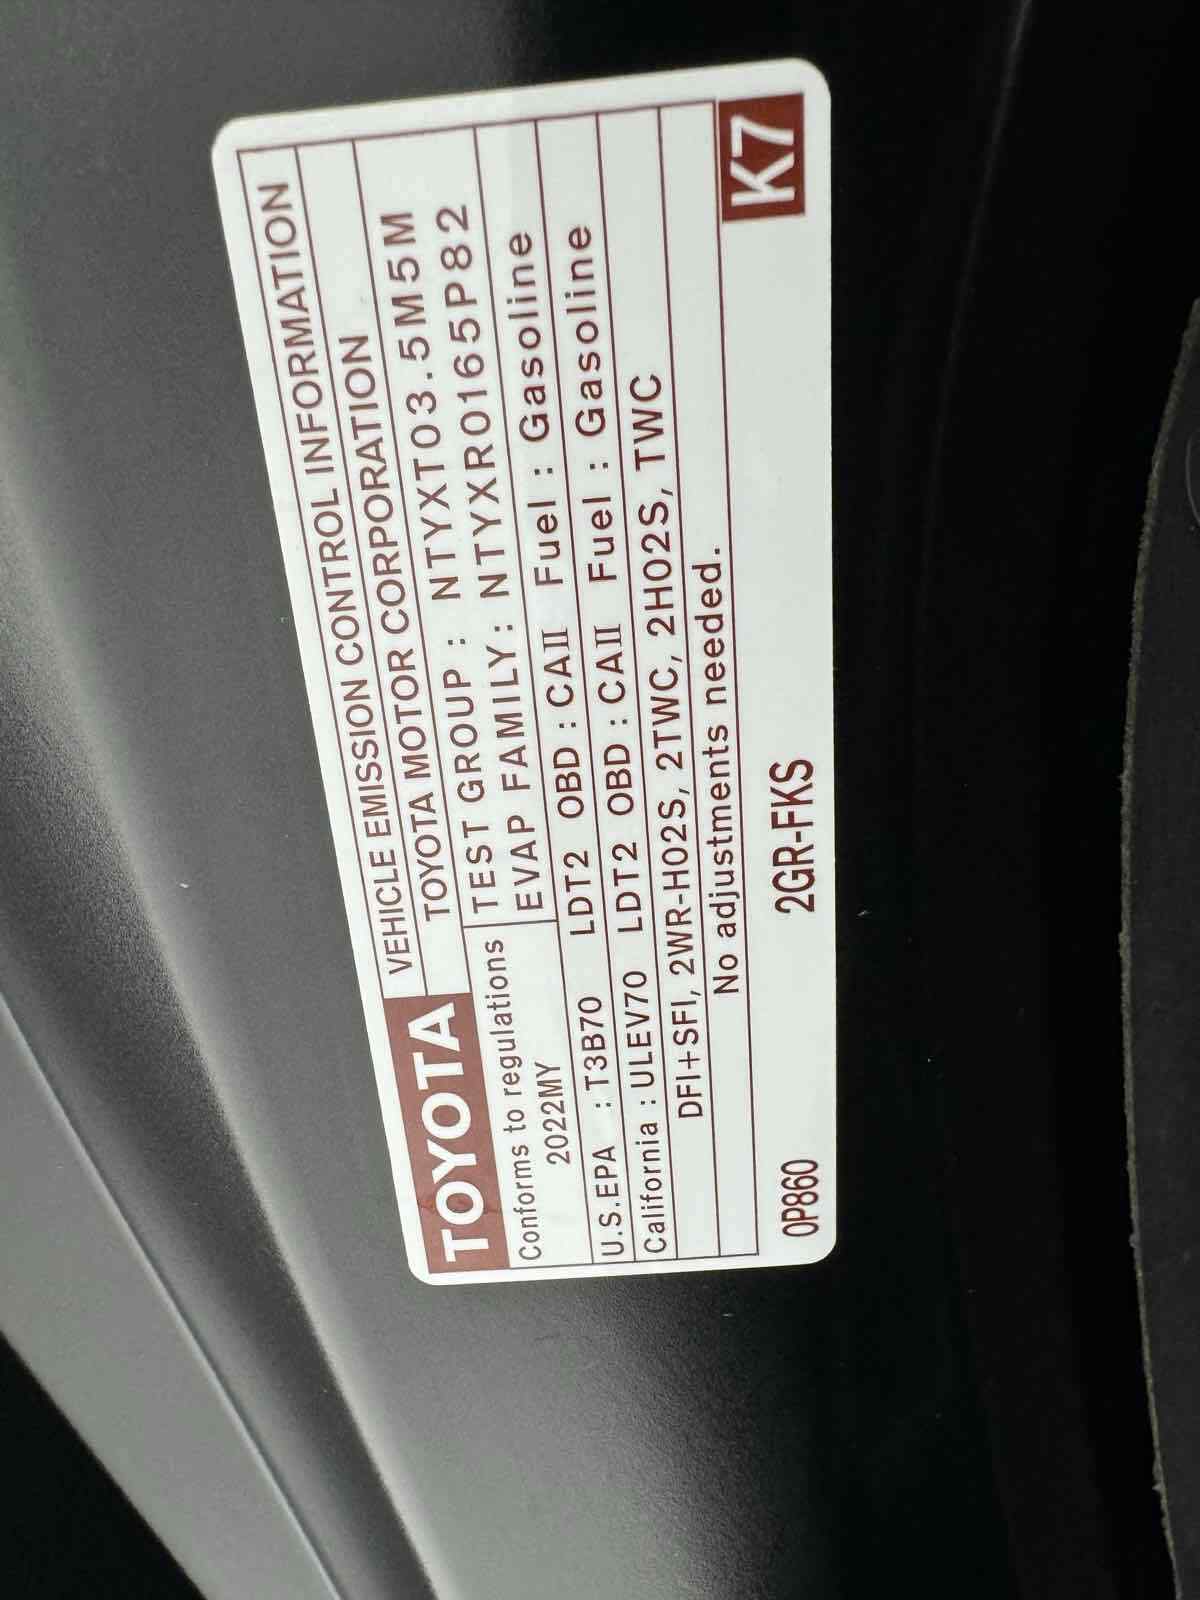 TOYOTA
VEHICLE EMISSION CONTROL INFORMATION
TOYOTA MOTOR CORPORATION
Conforms to regulations
2022MY
TEST GROUP : NTYXT03.5M5M
EVAP FAMILY: NTYXR0165P82
U.S.EPA : T3B70 LDT2 OBD : CAII Fuel : Gasoline
California : ULEV70 LDT2 OBD : CAII Fuel : Gasoline
DFI+SFI, 2WR-HO2S, 2TWC, 2HO2S, TWC
No adjustments needed.
0P860 2GR-FKS K7